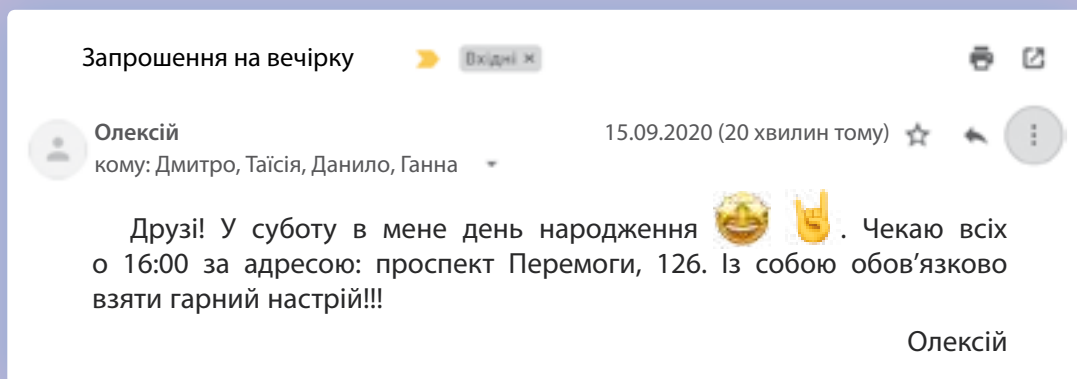 Запрошення на вечірку Вхідні ×
Олексій 15.09.2020 (20 хвилин тому)
кому: Дмитро, Таїсія, Данило, Ганна
Друзі! У суботу в мене день народження 🤩 🤘. Чекаю всіх
о 16:00 за адресою: проспект Перемоги, 126. Із собою обов’язково
взяти гарний настрій!!!
Олексій